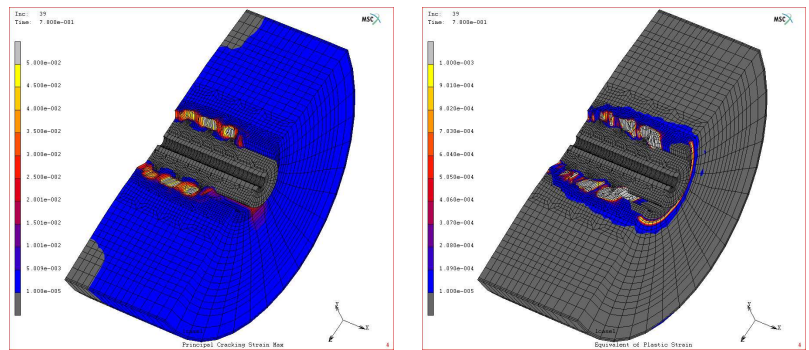 Inc: 39
Time: 7.800e-001
MSC
5.000e-002
4.500e-002
4.000e-002
3.500e-002
3.000e-002
2.500e-002
2.001e-002
1.501e-002
1.001e-002
5.009e-003
1.000e-005
Z
X
Principal Cracking Strain Max
4
Inc: 39
Time: 7.800e-001
MSC
1.000e-003
9.010e-004
8.020e-004
7.030e-004
6.040e-004
5.050e-004
4.060e-004
3.070e-004
2.080e-004
1.090e-004
1.000e-005
lcase1
Z
X
Equivalent of Plastic Strain
4